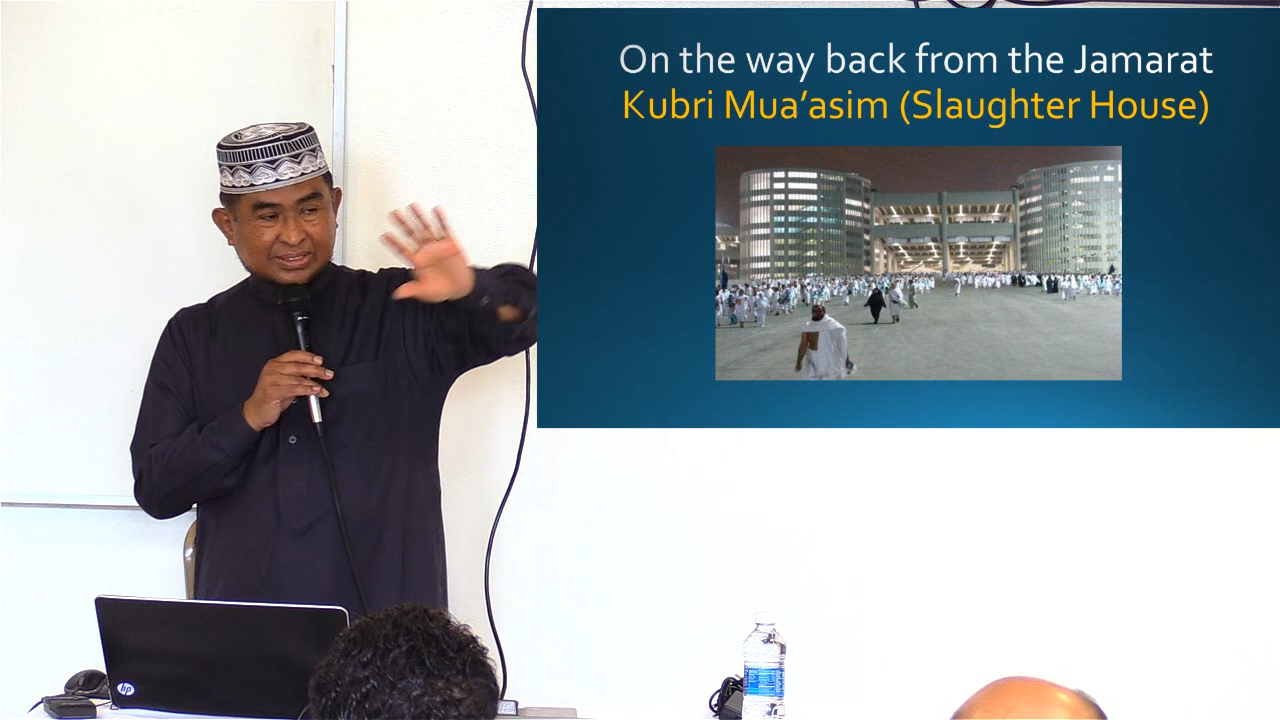 On the way back from the Jamarat
Kubri Mua’asim (Slaughter House)
hp